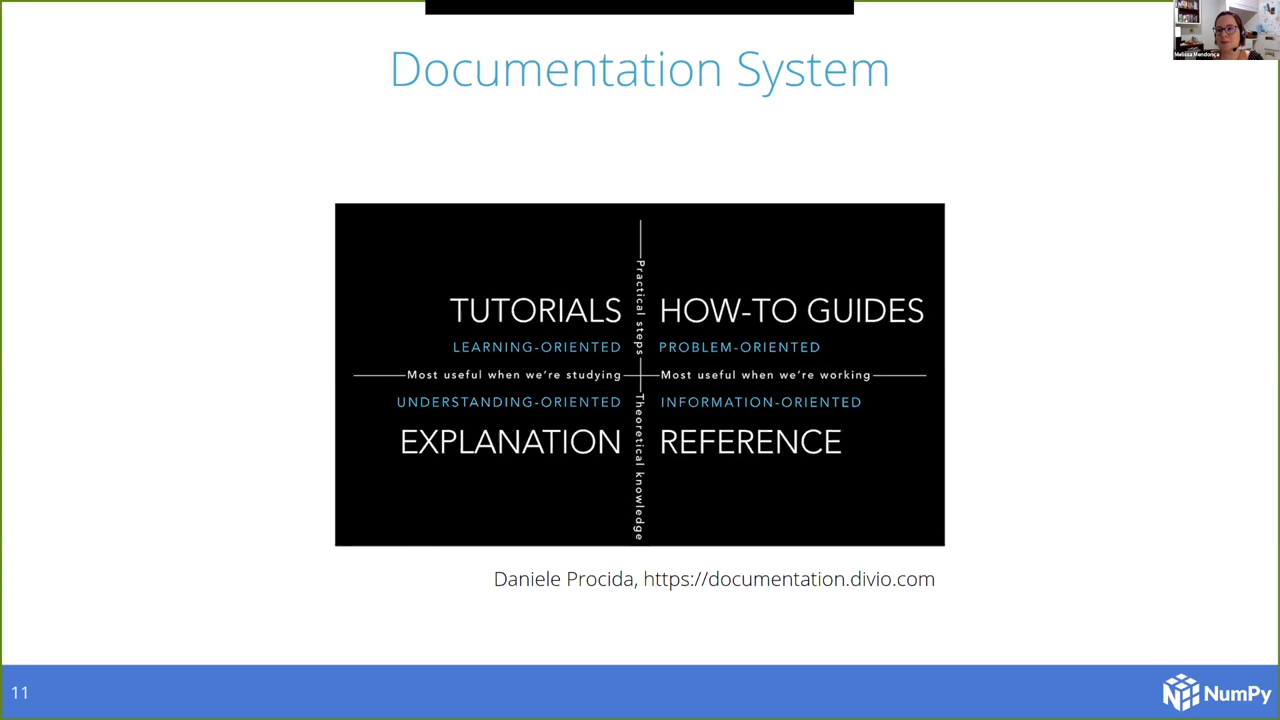 Melissa Mendonça
Documentation System
Practical steps
TUTORIALS
HOW-TO GUIDES
LEARNING-ORIENTED
PROBLEM-ORIENTED
Most useful when we're studying
Most useful when we're working
UNDERSTANDING-ORIENTED
INFORMATION-ORIENTED
EXPLANATION
REFERENCE
Theoretical knowledge
Daniele Procida, https://documentation.divio.com
11
NumPy